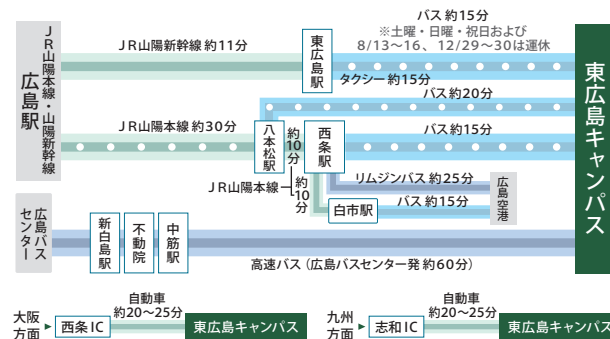 バス 約15分
※土曜・日曜・祝日および
8/13〜16、12/29〜30は運休
JR山陽新幹線 約11分
東広島駅
タクシー 約15分
JR山陽本線・山陽新幹線
広島駅
バス 約20分
JR山陽本線 約30分
八本松駅
約10分
西条駅
バス 約15分
東広島キャンパス
JR山陽本線
約10分
リムジンバス 約25分
白市駅
バス 約15分
広島空港
広島バス
センター
新白島駅
不動院
中筋駅
高速バス（広島バスセンター発 約60分）
大阪
方面
西条IC
自動車
約20〜25分
東広島キャンパス
九州
方面
志和IC
自動車
約20〜25分
東広島キャンパス